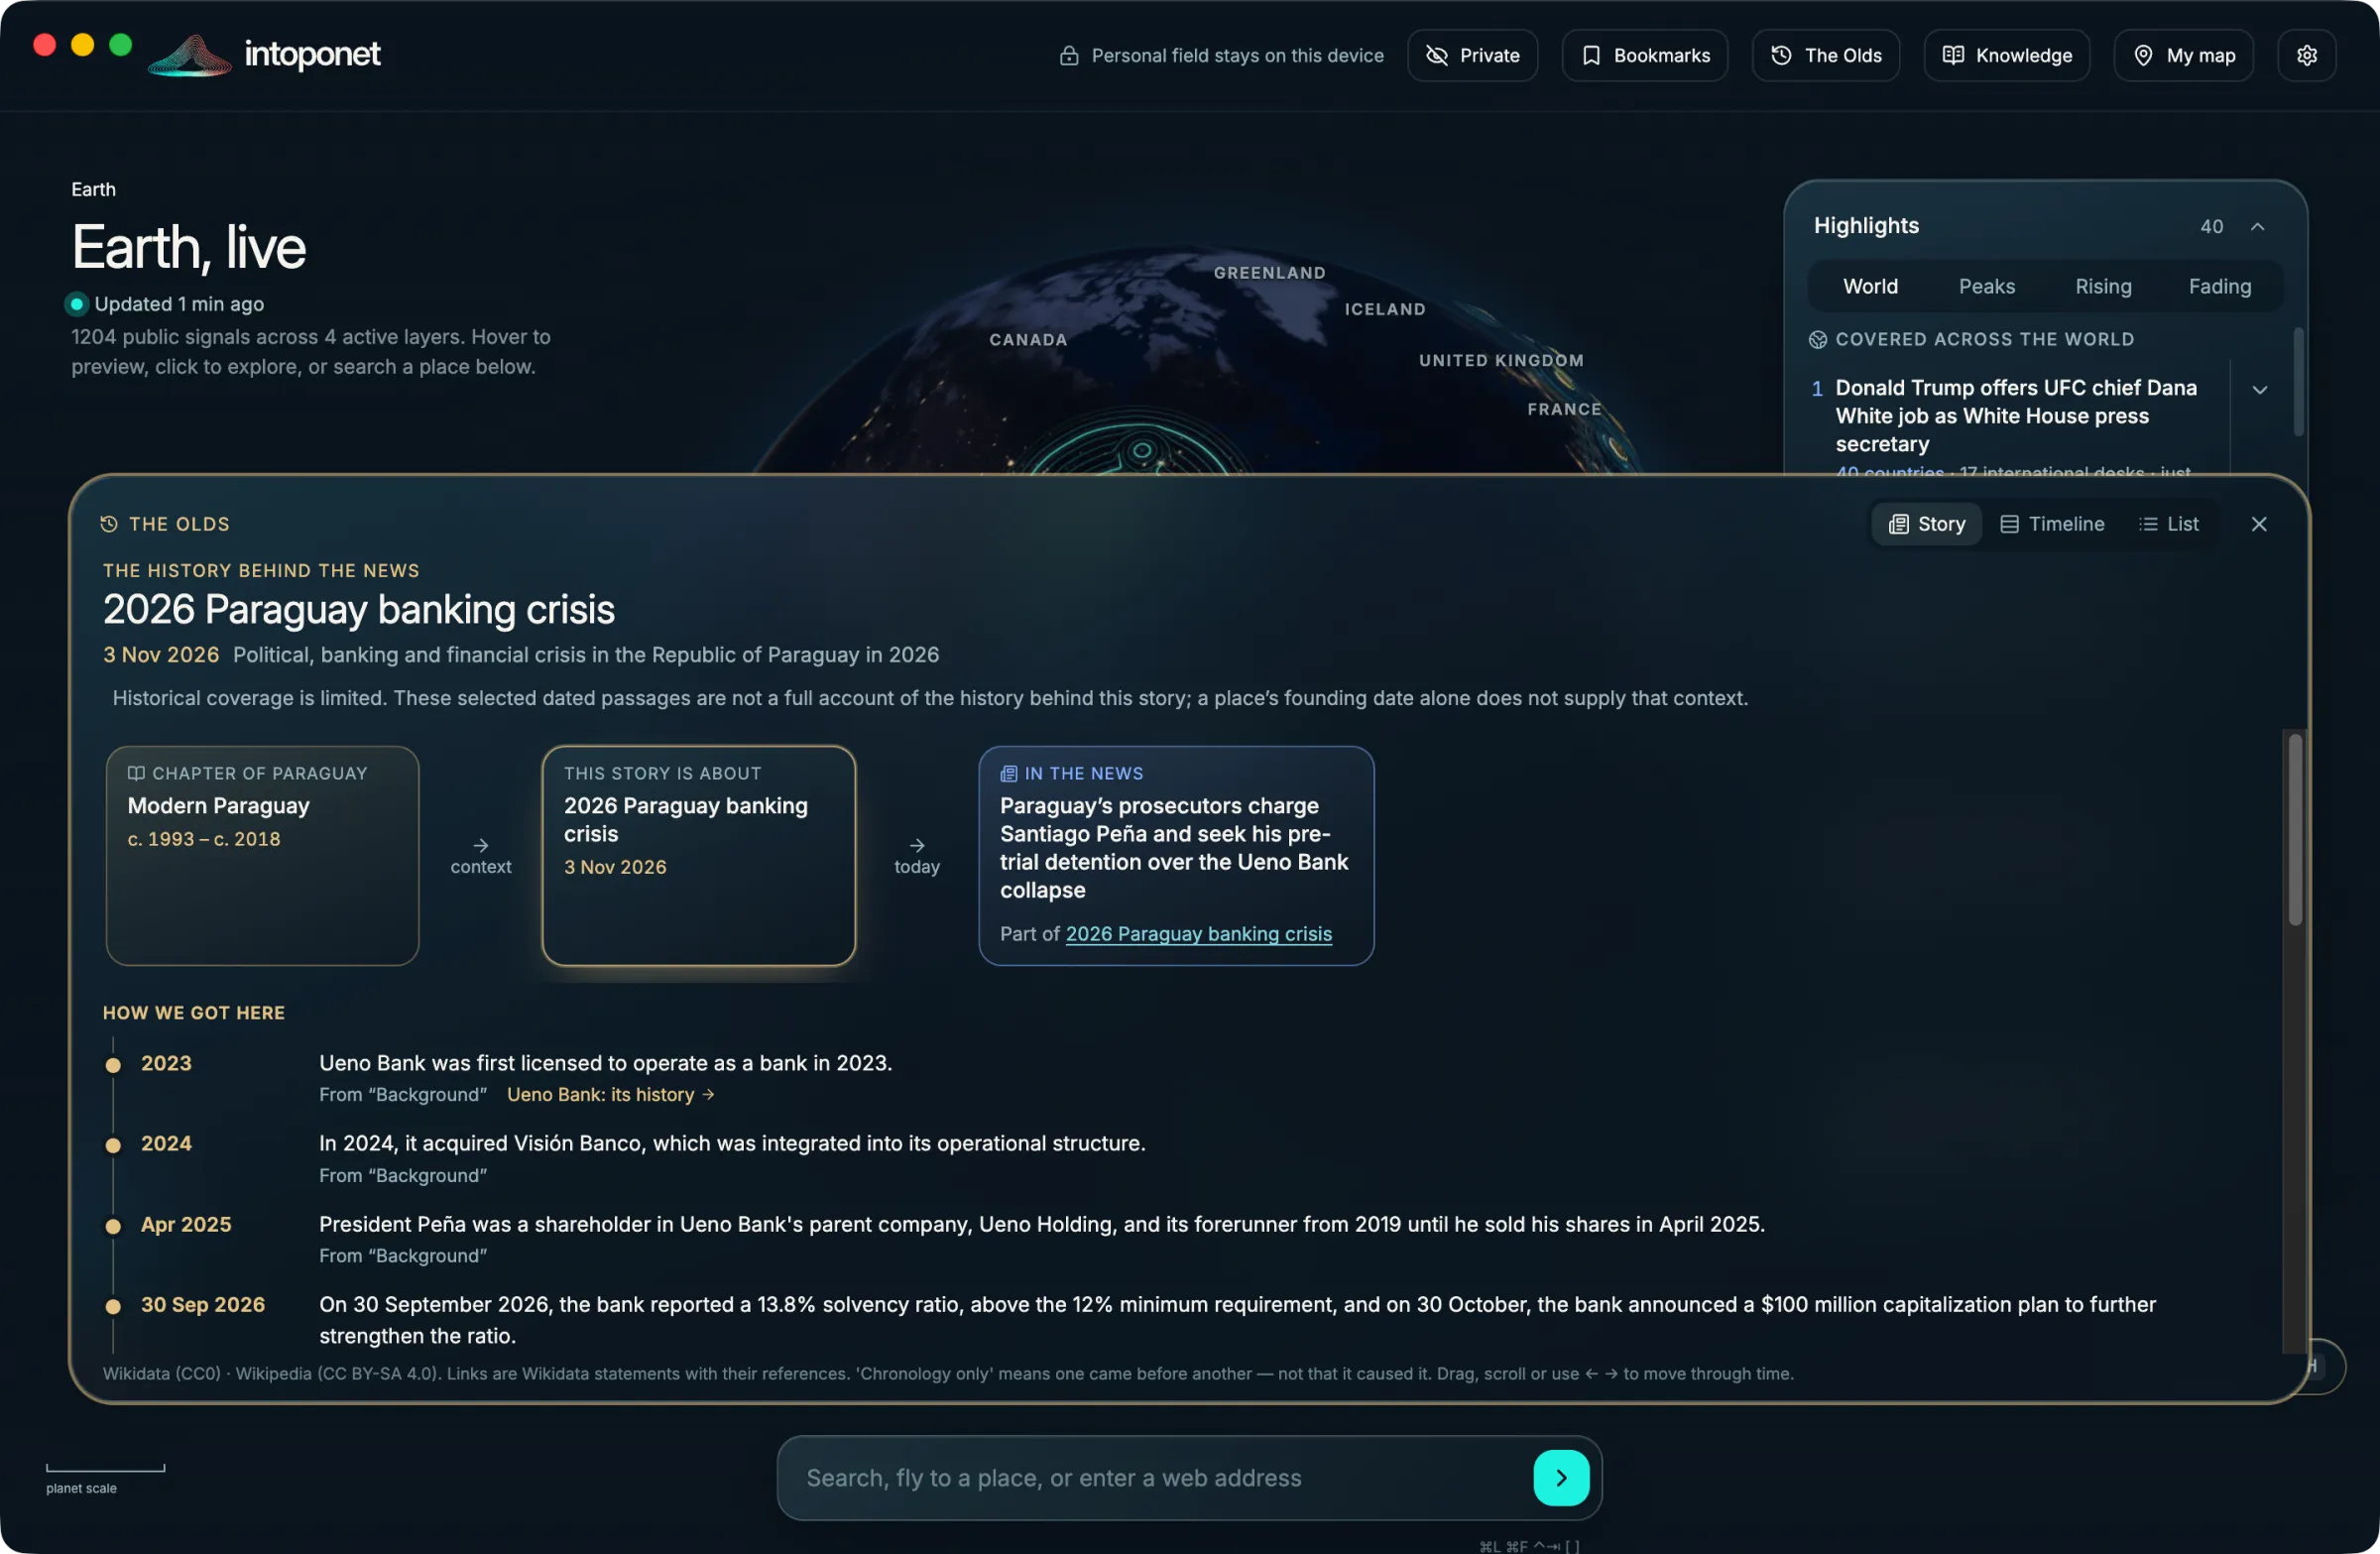 intoponet
Personal field stays on this device
Private
Bookmarks
The Olds
Knowledge
My map
Earth
Earth, live
Updated 1 min ago
1204 public signals across 4 active layers. Hover to
preview, click to explore, or search a place below.
GREENLAND
ICELAND
CANADA
UNITED KINGDOM
FRANCE
Highlights
40
World
Peaks
Rising
Fading
COVERED ACROSS THE WORLD
1 Donald Trump offers UFC chief Dana
White job as White House press
secretary
40 countries · 17 international desks · just
THE OLDS
Story
Timeline
List
THE HISTORY BEHIND THE NEWS
2026 Paraguay banking crisis
3 Nov 2026 Political, banking and financial crisis in the Republic of Paraguay in 2026
Historical coverage is limited. These selected dated passages are not a full account of the history behind this story; a place’s founding date alone does not supply that context.
CHAPTER OF PARAGUAY
Modern Paraguay
c. 1993 – c. 2018
→
context
THIS STORY IS ABOUT
2026 Paraguay banking
crisis
3 Nov 2026
→
today
IN THE NEWS
Paraguay’s prosecutors charge
Santiago Peña and seek his pre-
trial detention over the Ueno Bank
collapse
Part of 2026 Paraguay banking crisis
HOW WE GOT HERE
2023
Ueno Bank was first licensed to operate as a bank in 2023.
From “Background” Ueno Bank: its history →
2024
In 2024, it acquired Visión Banco, which was integrated into its operational structure.
From “Background”
Apr 2025
President Peña was a shareholder in Ueno Bank's parent company, Ueno Holding, and its forerunner from 2019 until he sold his shares in April 2025.
From “Background”
30 Sep 2026
On 30 September 2026, the bank reported a 13.8% solvency ratio, above the 12% minimum requirement, and on 30 October, the bank announced a $100 million capitalization plan to further
strengthen the ratio.
Wikidata (CC0) · Wikipedia (CC BY-SA 4.0). Links are Wikidata statements with their references. 'Chronology only' means one came before another — not that it caused it. Drag, scroll or use ← → to move through time.
H
planet scale
Search, fly to a place, or enter a web address
⌘L ⌘F ^⇥ [ ]